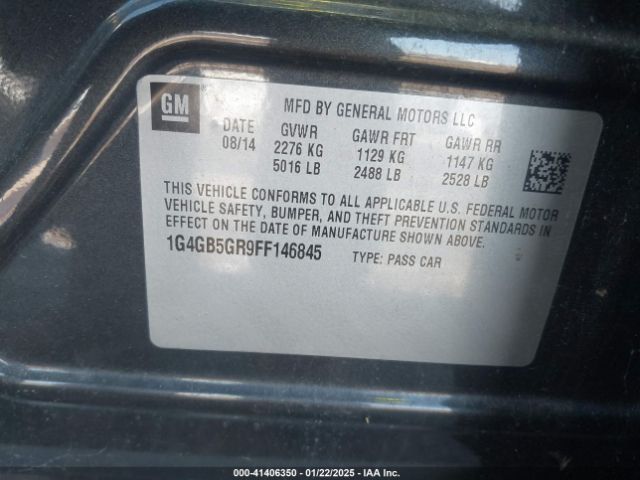 GM
MFD BY GENERAL MOTORS LLC
DATE GVWR GAWR FRT GAWR RR
08/14 2276 KG 1129 KG 1147 KG
5016 LB 2488 LB 2528 LB
THIS VEHICLE CONFORMS TO ALL APPLICABLE U.S. FEDERAL MOTOR
VEHICLE SAFETY, BUMPER, AND THEFT PREVENTION STANDARDS IN
EFFECT ON THE DATE OF MANUFACTURE SHOWN ABOVE.
1G4GB5GR9FF146845 TYPE: PASS CAR
000-41406350 - 01/22/2025 - IAA Inc.